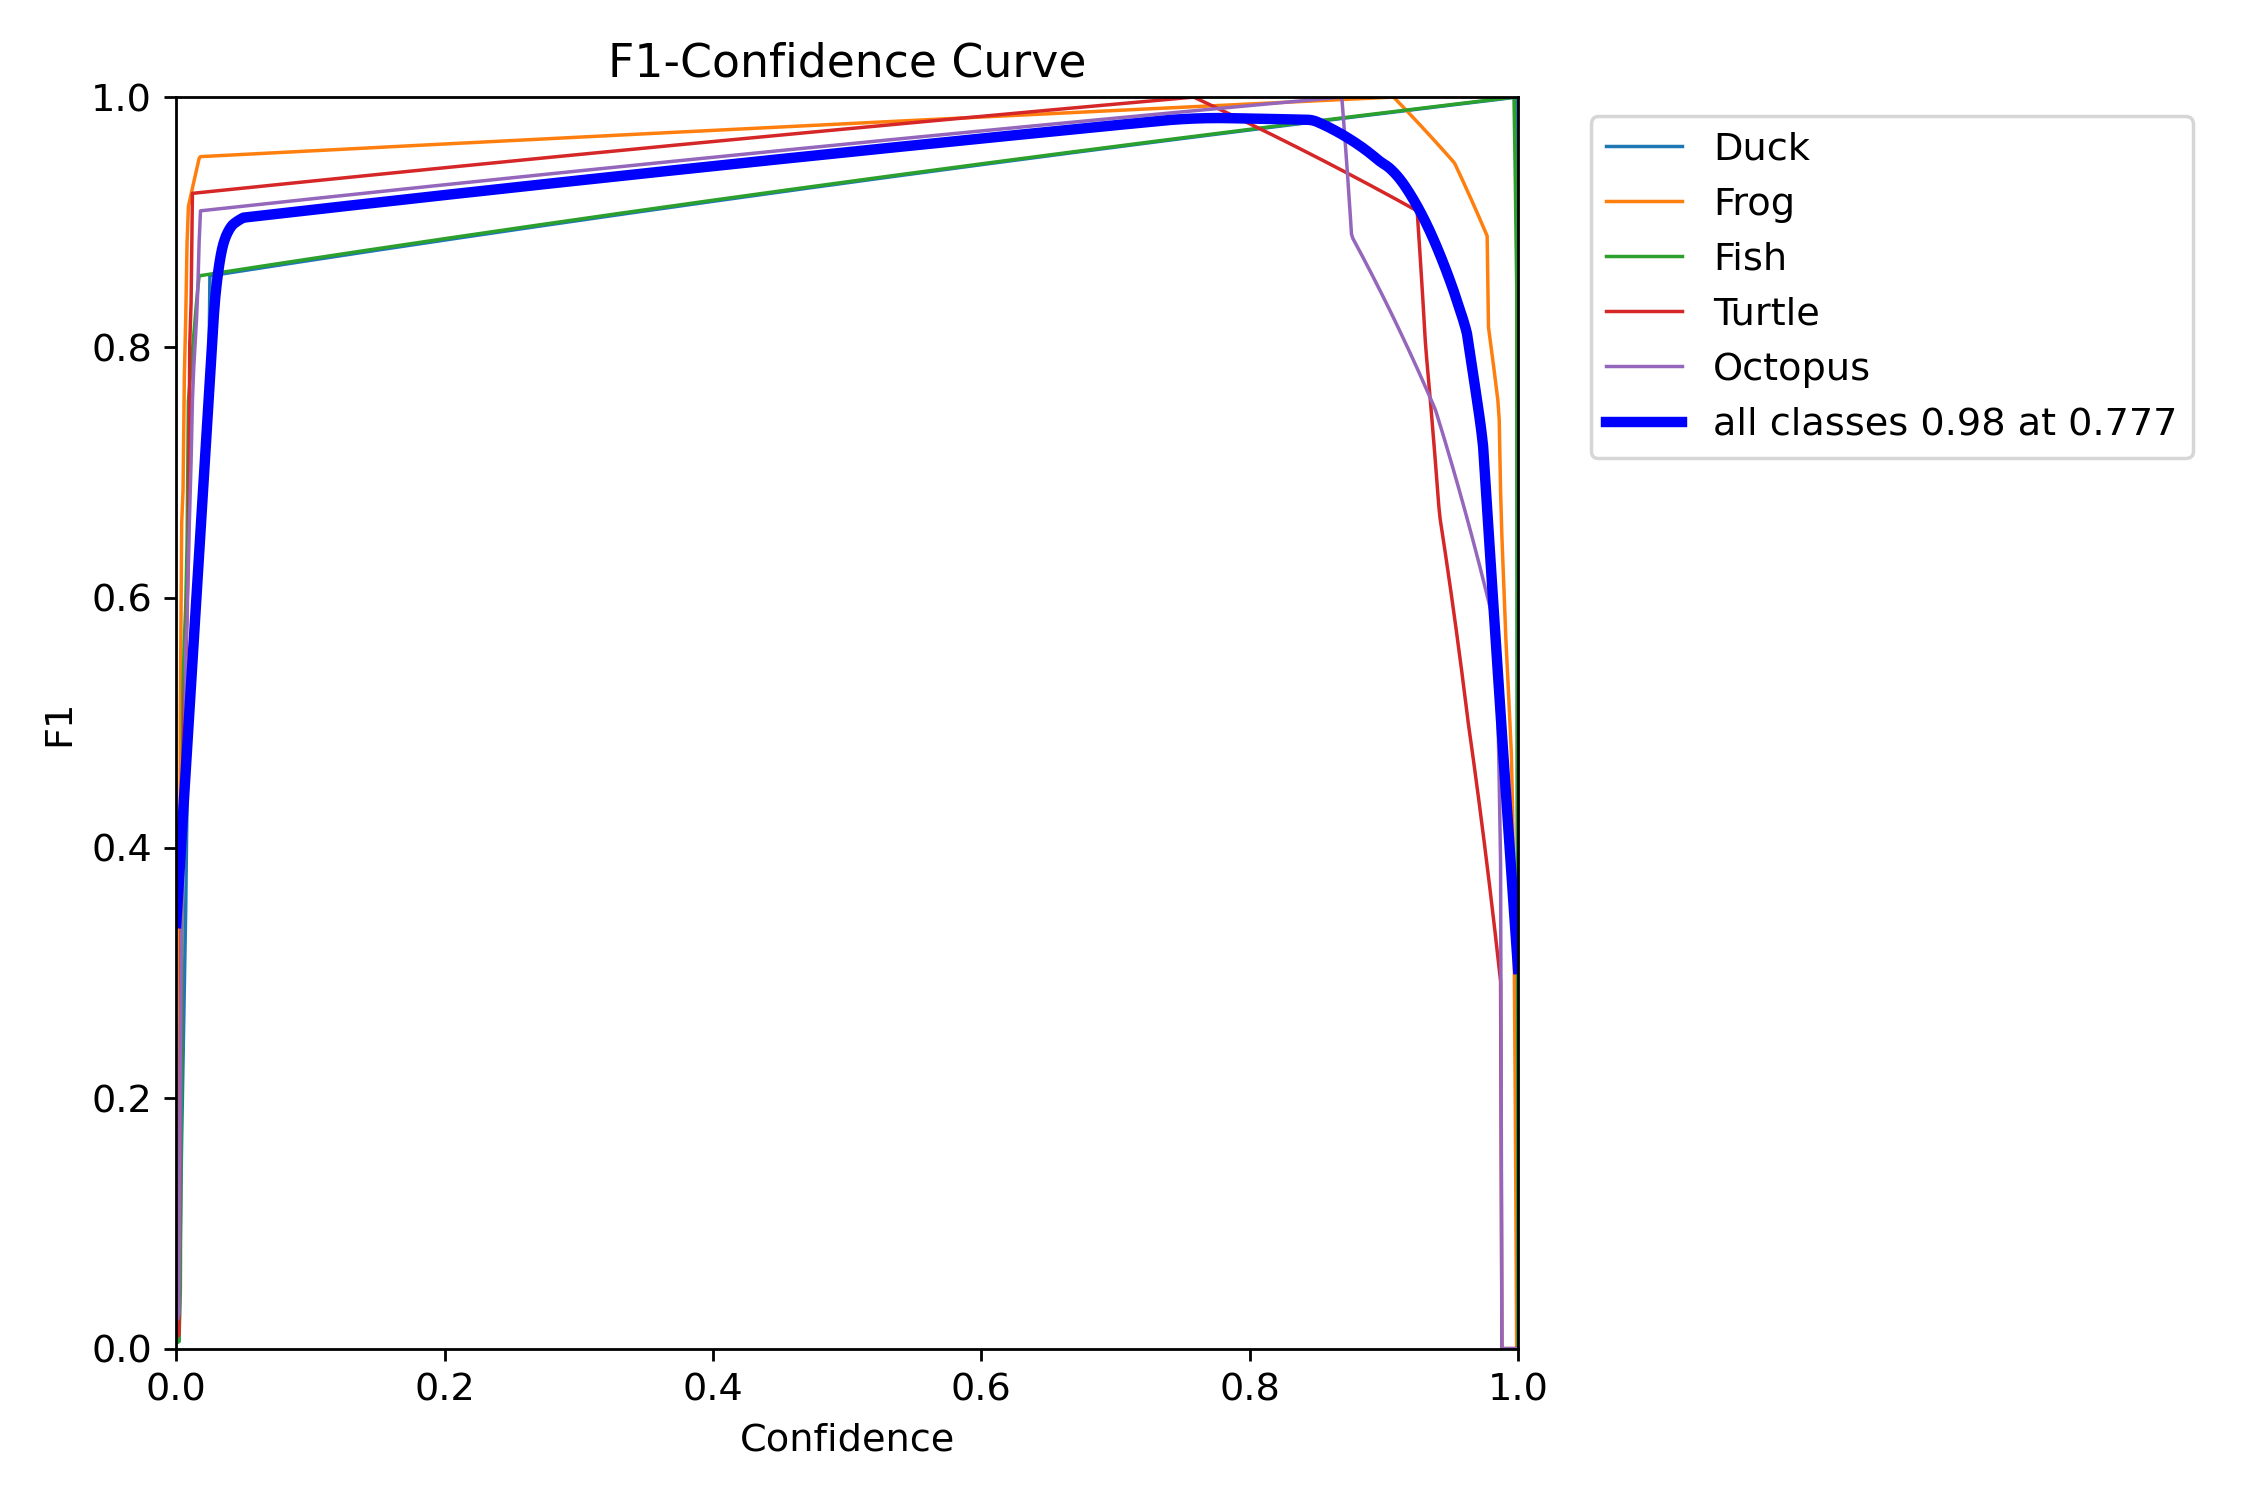 F1-Confidence Curve
1.0
0.8
0.6
0.4
0.2
0.0
F1
0.0 0.2 0.4 0.6 0.8 1.0
Confidence
Duck
Frog
Fish
Turtle
Octopus
all classes 0.98 at 0.777